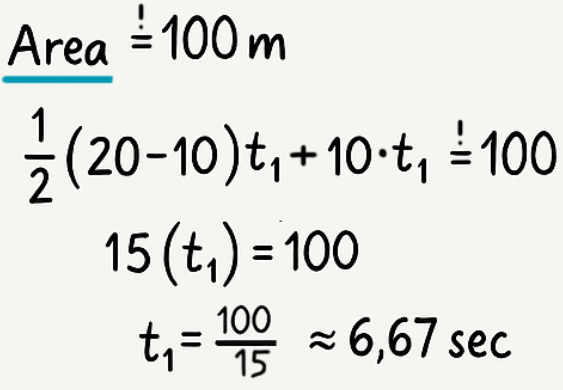 Area =! 100 m
1/2 (20-10)t₁ + 10·t₁ =! 100
15(t₁) = 100
t₁ = 100/15 ≈ 6,67 sec